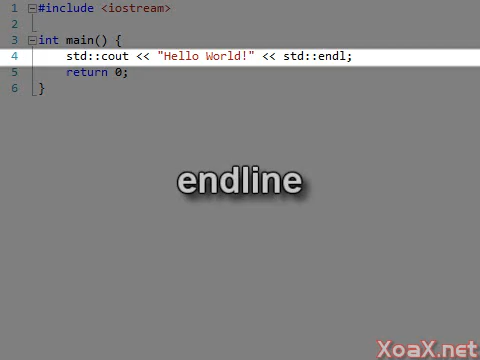 1 #include <iostream>
2
3 int main() {
4 std::cout << "Hello World!" << std::endl;
5 return 0;
6 }
endline
XoaX.net